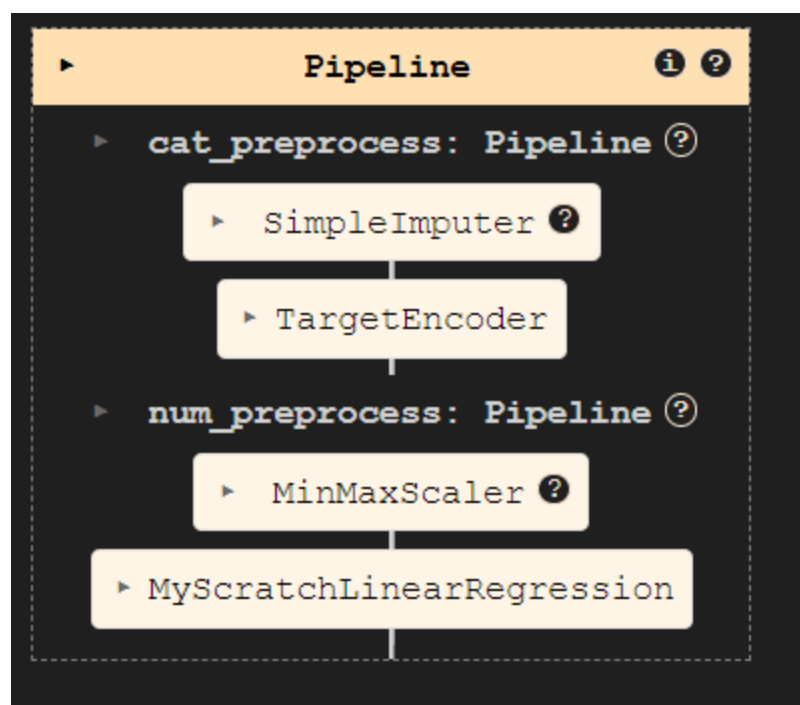 Pipeline i ?
cat_preprocess: Pipeline ?
SimpleImputer ?
TargetEncoder
num_preprocess: Pipeline ?
MinMaxScaler ?
MyScratchLinearRegression